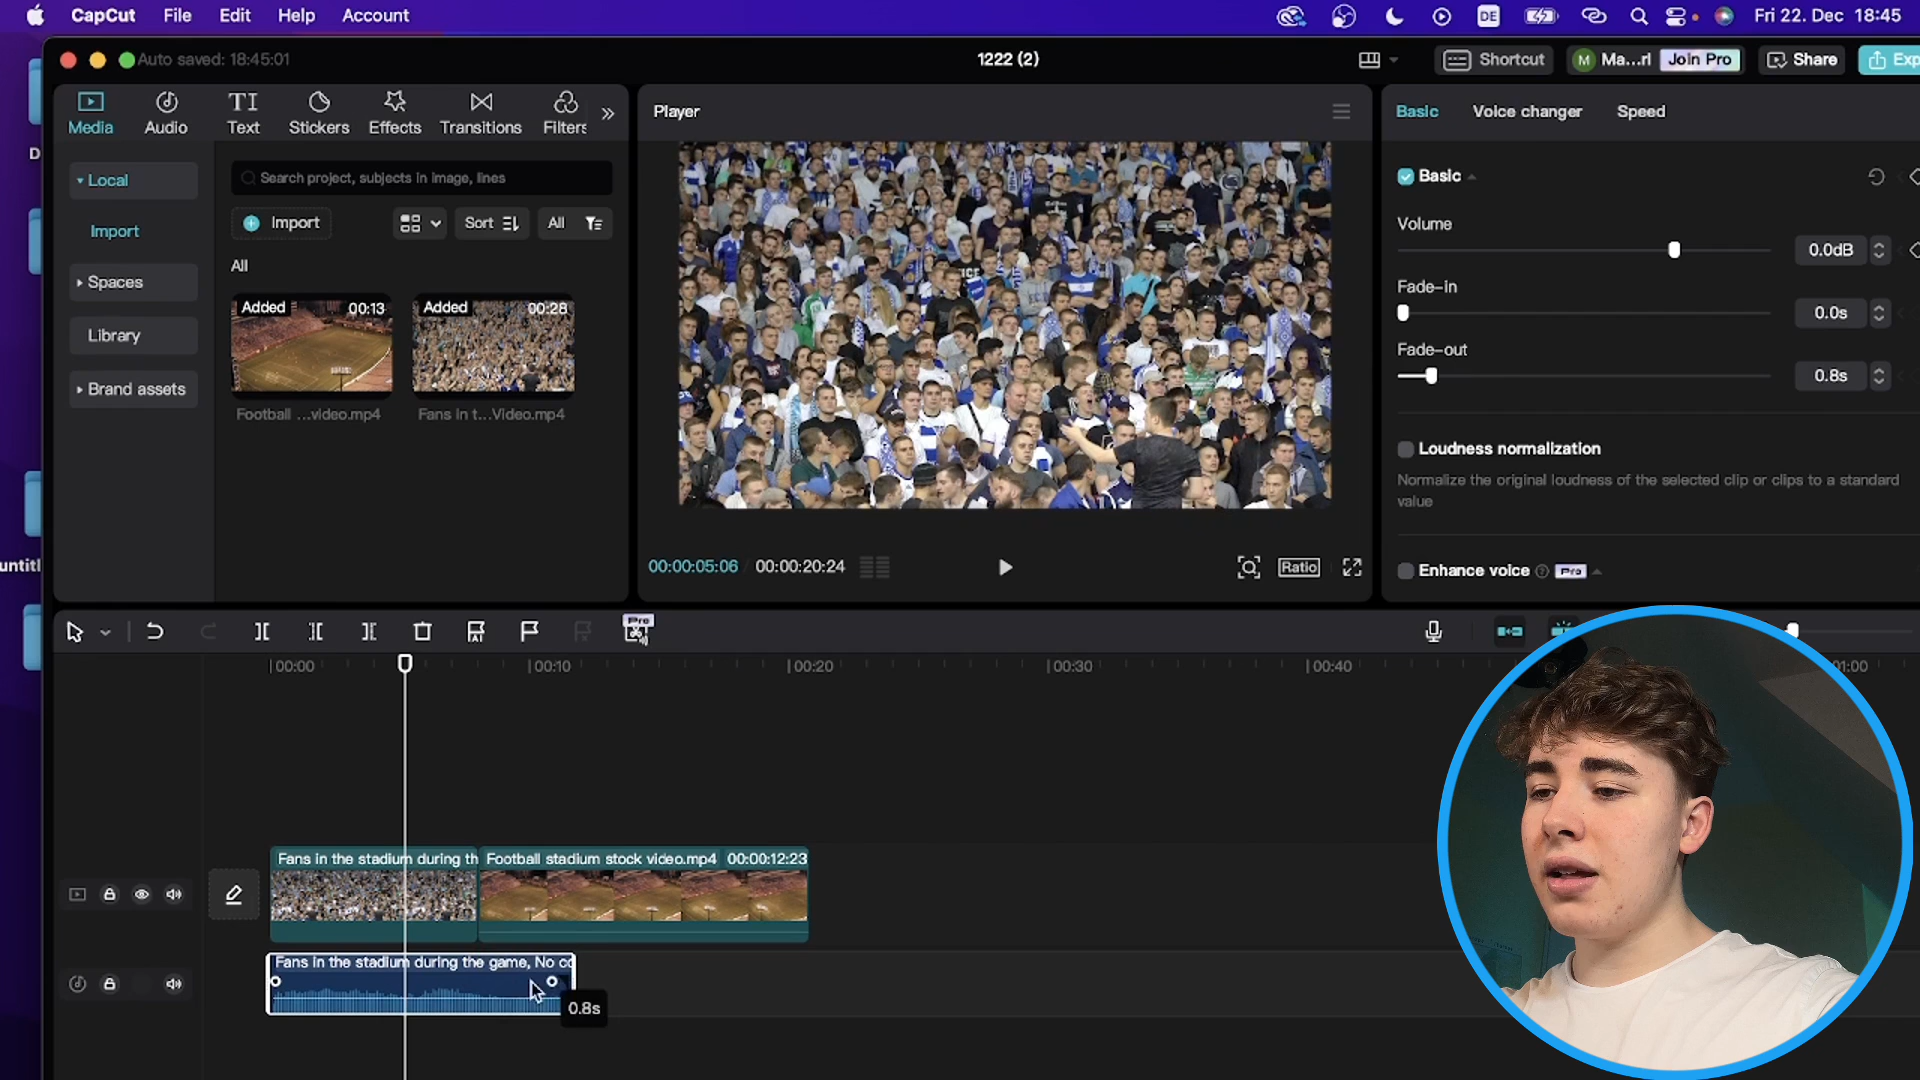 CapCut File Edit Help Account
DE
Fri 22. Dec 18:45
Auto saved: 18:45:01
1222 (2)
Shortcut
M Ma...rl Join Pro
Share
Exp
Media
Audio
Text
Stickers
Effects
Transitions
Filters
Local
Import
Spaces
Library
Brand assets
Search project, subjects in image, lines
Import
Sort
All
All
Added 00:13
Football ...video.mp4
Added 00:28
Fans in t...Video.mp4
D
untitl
Player
00:00:05:06 / 00:00:20:24
Ratio
Basic Voice changer Speed
Basic
Volume
0.0dB
Fade-in
0.0s
Fade-out
0.8s
Loudness normalization
Normalize the original loudness of the selected clip or clips to a standard
value
Enhance voice Pro
Pro
00:00 00:10 00:20 00:30 00:40 01:00
Fans in the stadium during th
Football stadium stock video.mp4 00:00:12:23
Fans in the stadium during the game, No co
0.8s